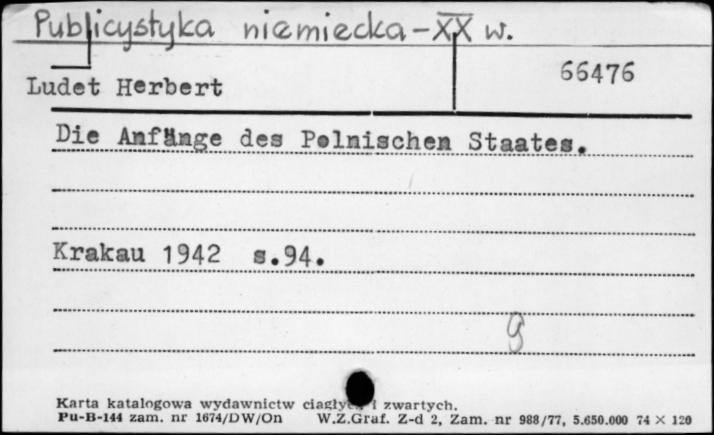 Publicystyka niemiecka - XX w.
66476
Ludet Herbert
Die Anfänge des Polnischen Staates.
Krakau 1942 s.94.
g
Karta katalogowa wydawnictw ciągłych i zwartych.
Pu-B-144 zam. nr 1674/DW/On W.Z.Graf. Z-d 2, Zam. nr 988/77, 5.650.000 74 × 120